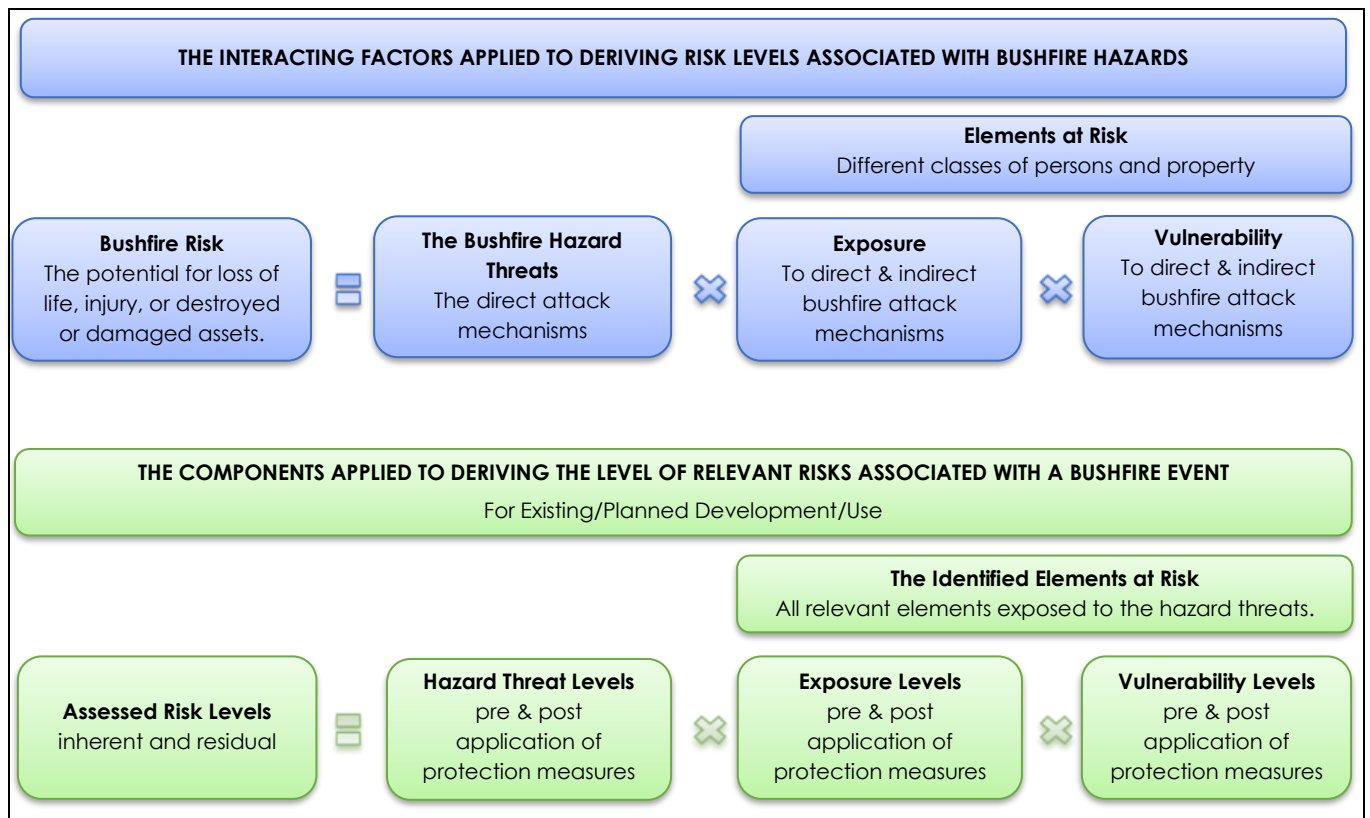 THE INTERACTING FACTORS APPLIED TO DERIVING RISK LEVELS ASSOCIATED WITH BUSHFIRE HAZARDS
Elements at Risk
Different classes of persons and property
Bushfire Risk
The potential for loss of
life, injury, or destroyed
or damaged assets.
The Bushfire Hazard
Threats
The direct attack
mechanisms
Exposure
To direct & indirect
bushfire attack
mechanisms
Vulnerability
To direct & indirect
bushfire attack
mechanisms
THE COMPONENTS APPLIED TO DERIVING THE LEVEL OF RELEVANT RISKS ASSOCIATED WITH A BUSHFIRE EVENT
For Existing/Planned Development/Use
The Identified Elements at Risk
All relevant elements exposed to the hazard threats.
Assessed Risk Levels
inherent and residual
Hazard Threat Levels
pre & post
application of
protection measures
Exposure Levels
pre & post
application of
protection measures
Vulnerability Levels
pre & post
application of
protection measures